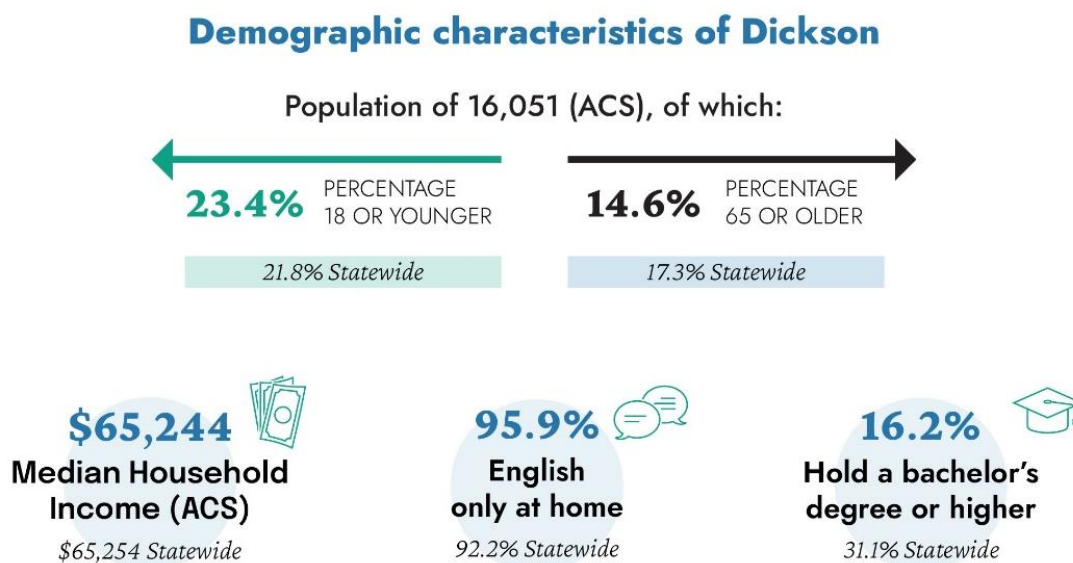 Demographic characteristics of Dickson
Population of 16,051 (ACS), of which:
23.4%
PERCENTAGE
18 OR YOUNGER
21.8% Statewide
14.6%
PERCENTAGE
65 OR OLDER
17.3% Statewide
$65,244
Median Household
Income (ACS)
$65,254 Statewide
95.9%
English
only at home
92.2% Statewide
16.2%
Hold a bachelor's
degree or higher
31.1% Statewide